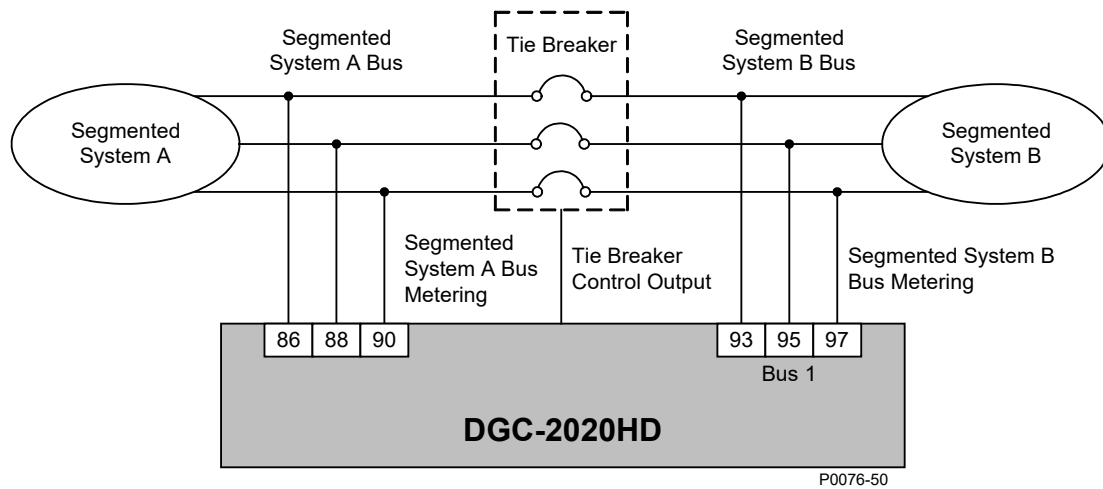 Segmented
System A Bus
Tie Breaker
Segmented
System B Bus
Segmented
System A
Segmented
System B
Segmented
System A Bus
Metering
Tie Breaker
Control Output
Segmented System B
Bus Metering
86 88 90
93 95 97
Bus 1
DGC-2020HD
P0076-50